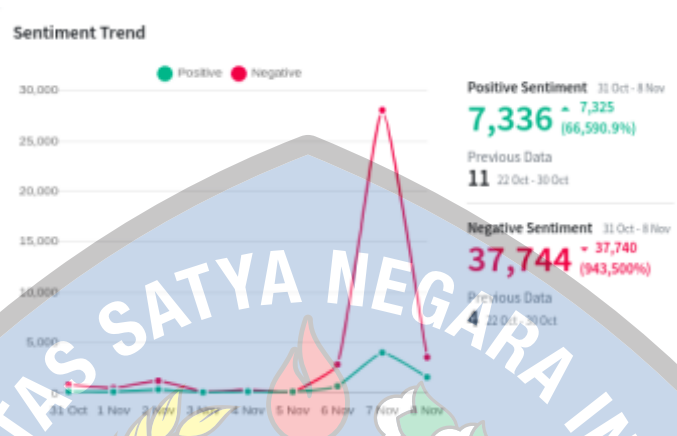 Sentiment Trend
Positive Negative
30,000
25,000
20,000
15,000
10,000
5,000
0
31 Oct 1 Nov 2 Nov 3 Nov 4 Nov 5 Nov 6 Nov 7 Nov 8 Nov
Positive Sentiment 31 Oct - 8 Nov
7,336 7,325
(66,590.9%)
Previous Data
11 22 Oct - 30 Oct
Negative Sentiment 31 Oct - 8 Nov
37,744 37,740
(943,500%)
Previous Data
4 22 Oct - 30 Oct
TAS SATYA NEGARA IN